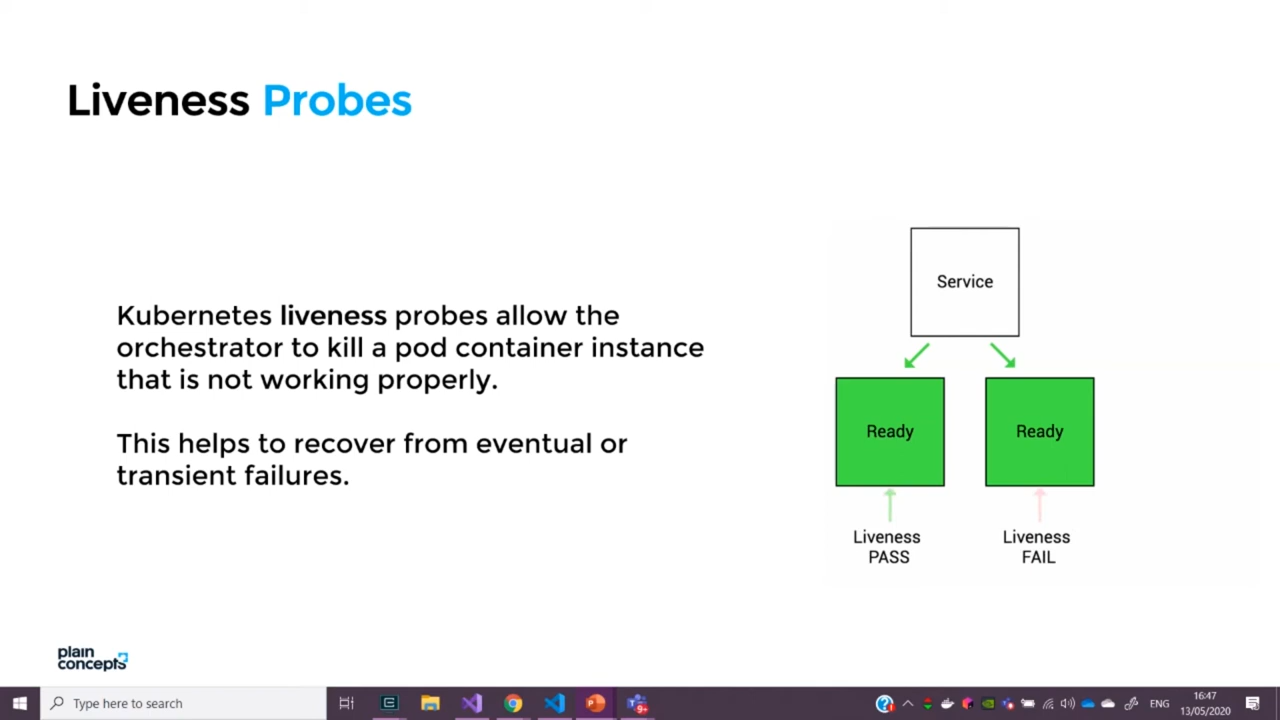 Liveness Probes
Kubernetes liveness probes allow the
orchestrator to kill a pod container instance
that is not working properly.
This helps to recover from eventual or
transient failures.
Service
Ready
Ready
Liveness
PASS
Liveness
FAIL
plain
concepts
Type here to search
9+
ENG
16:47
13/05/2020